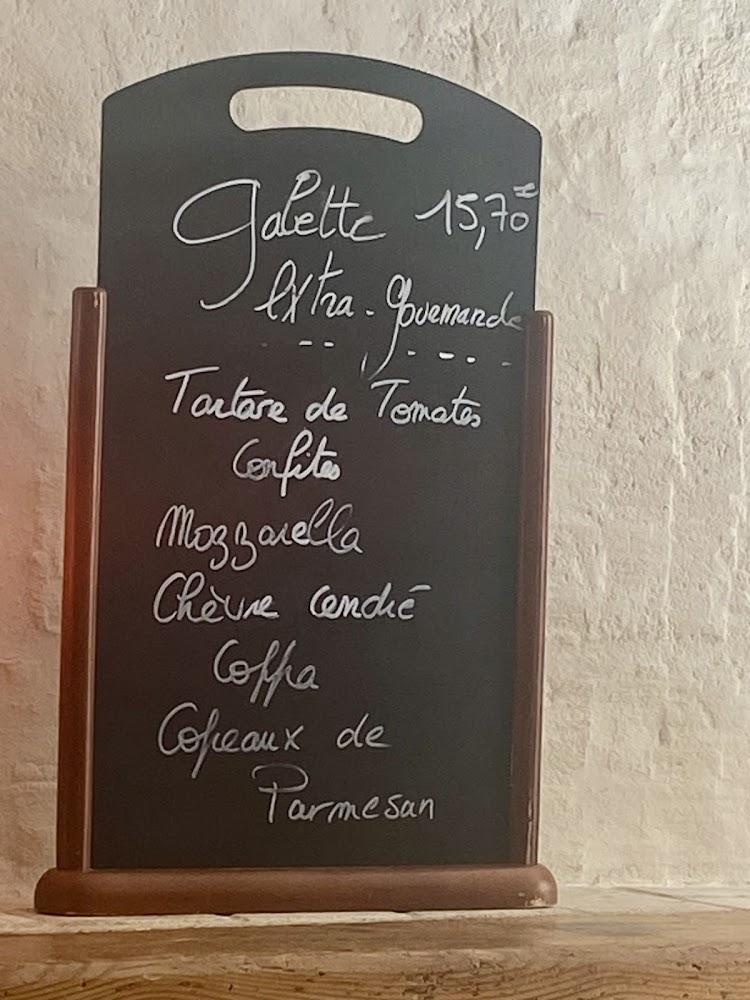 Galette 15,70€
Extra-gourmande
Tartare de Tomates
Confites
Mozzarella
Chèvre cendré
Coppa
Copeaux de
Parmesan